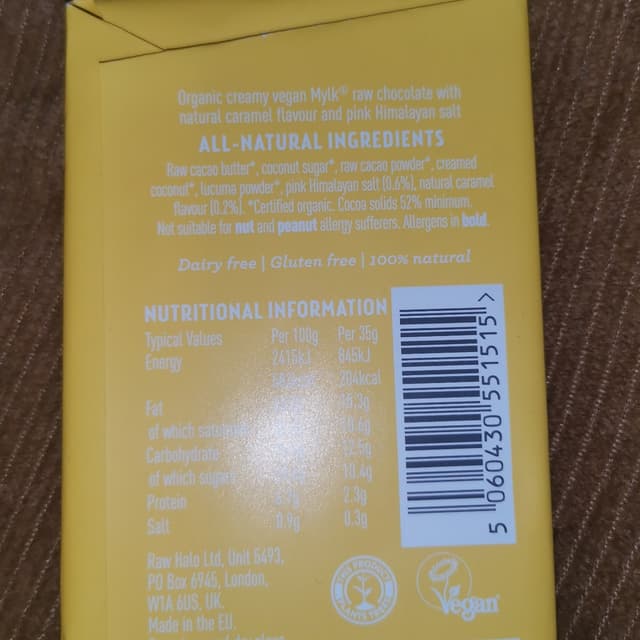 Organic creamy vegan Mylk® raw chocolate with
natural caramel flavour and pink Himalayan salt
ALL-NATURAL INGREDIENTS
Raw cacao butter*, coconut sugar*, raw cacao powder*, creamed
coconut*, lucuma powder*, pink Himalayan salt (0.6%), natural caramel
flavour (0.2%). *Certified organic. Cocoa solids 52% minimum.
Not suitable for nut and peanut allergy sufferers. Allergens in bold.
Dairy free | Gluten free | 100% natural
NUTRITIONAL INFORMATION
Typical Values Per 100g Per 35g
Energy 2415kJ 845kJ
204kcal
Fat
of which
Carbohydrate
of which 10.4g
Protein 2.3g
Salt 0.9g 0.3g
Raw Halo Ltd, Unit 5493,
PO Box 6945, London,
W1A 6US, UK.
Made in the EU.
5 060430 551515 >
Vegan